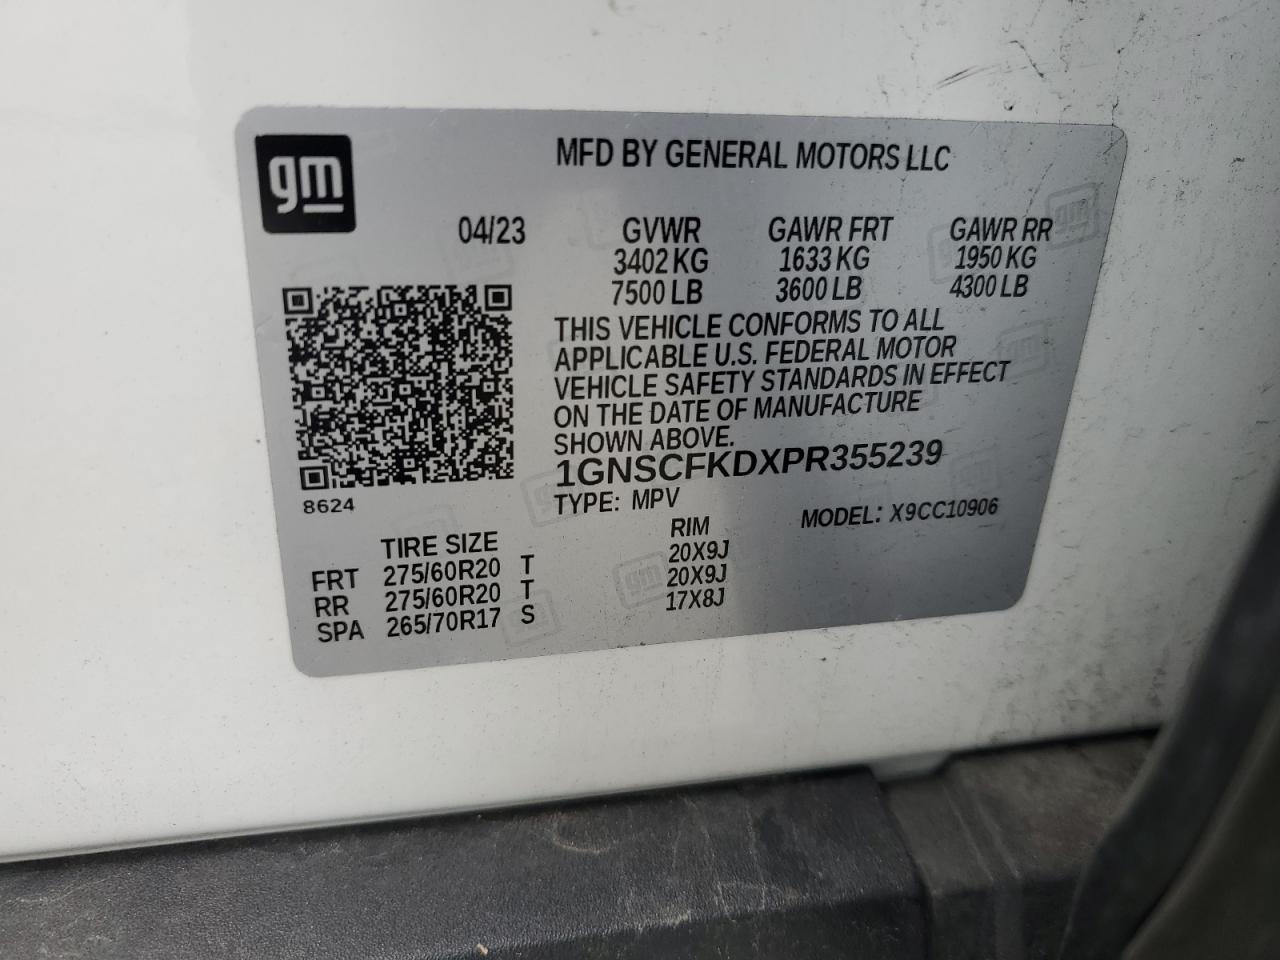 gm
MFD BY GENERAL MOTORS LLC
04/23 GVWR GAWR FRT GAWR RR
3402 KG 1633 KG 1950 KG
7500 LB 3600 LB 4300 LB
THIS VEHICLE CONFORMS TO ALL
APPLICABLE U.S. FEDERAL MOTOR
VEHICLE SAFETY STANDARDS IN EFFECT
ON THE DATE OF MANUFACTURE
SHOWN ABOVE.
1GNSCFKDXPR355239
8624
TYPE: MPV MODEL: X9CC10906
TIRE SIZE RIM
FRT 275/60R20 T 20X9J
RR 275/60R20 T 20X9J
SPA 265/70R17 S 17X8J